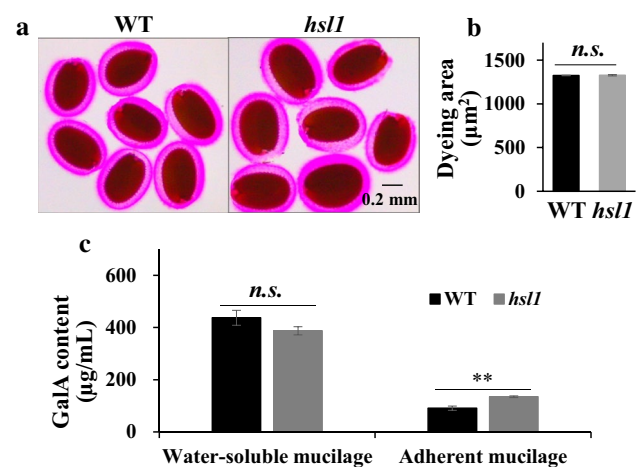 a
WT
hsl1
0.2 mm
b
Dyeing area
(μm²)
1500
1000
500
0
n.s.
WT hsl1
c
GalA content
(μg/mL)
600
400
200
0
n.s.
WT hsl1
**
Water-soluble mucilage Adherent mucilage